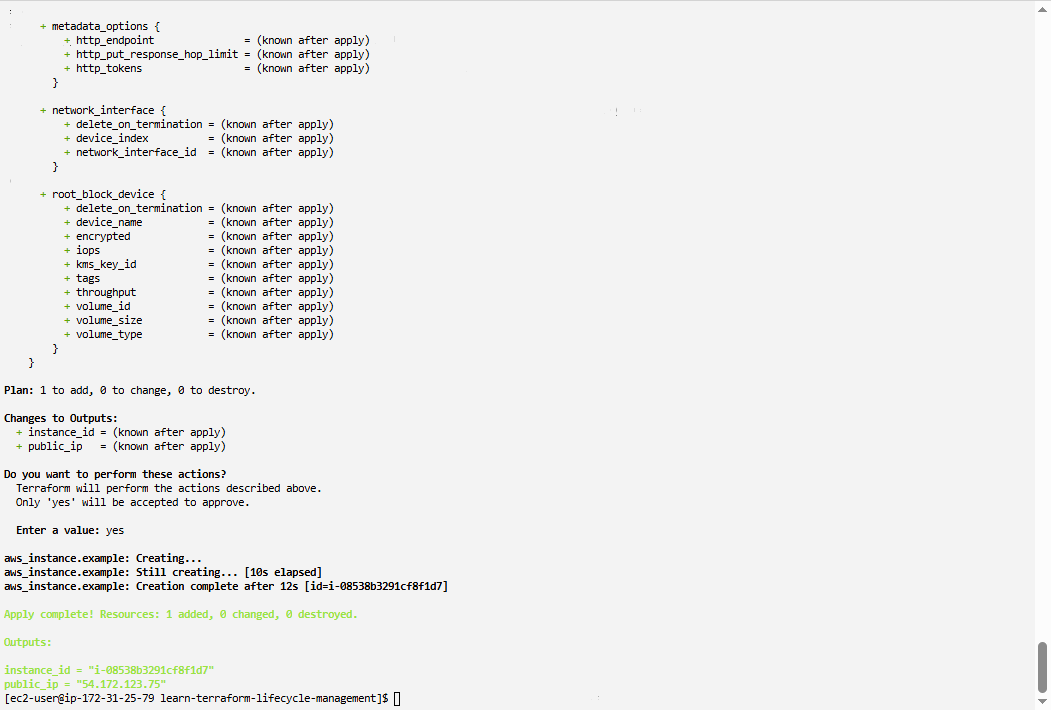 + metadata_options {
+ http_endpoint = (known after apply)
+ http_put_response_hop_limit = (known after apply)
+ http_tokens = (known after apply)
}
+ network_interface {
+ delete_on_termination = (known after apply)
+ device_index = (known after apply)
+ network_interface_id = (known after apply)
}
+ root_block_device {
+ delete_on_termination = (known after apply)
+ device_name = (known after apply)
+ encrypted = (known after apply)
+ iops = (known after apply)
+ kms_key_id = (known after apply)
+ tags = (known after apply)
+ throughput = (known after apply)
+ volume_id = (known after apply)
+ volume_size = (known after apply)
+ volume_type = (known after apply)
}
}
Plan: 1 to add, 0 to change, 0 to destroy.
Changes to Outputs:
+ instance_id = (known after apply)
+ public_ip = (known after apply)
Do you want to perform these actions?
Terraform will perform the actions described above.
Only 'yes' will be accepted to approve.
Enter a value: yes
aws_instance.example: Creating...
aws_instance.example: Still creating... [10s elapsed]
aws_instance.example: Creation complete after 12s [id=i-08538b3291cf8f1d7]
Apply complete! Resources: 1 added, 0 changed, 0 destroyed.
Outputs:
instance_id = "i-08538b3291cf8f1d7"
public_ip = "54.172.123.75"
[ec2-user@ip-172-31-25-79 learn-terraform-lifecycle-management]$